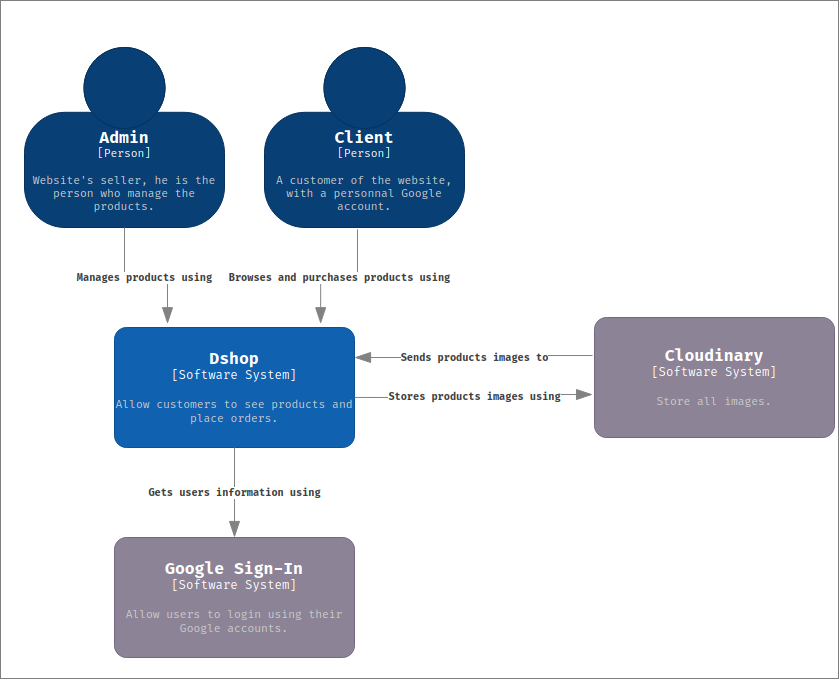 Admin
[Person]
Website's seller, he is the
person who manage the
products.
Client
[Person]
A customer of the website,
with a personnal Google
account.
Manages products using
Browses and purchases products using
Dshop
[Software System]
Allow customers to see products and
place orders.
Sends products images to
Stores products images using
Cloudinary
[Software System]
Store all images.
Gets users information using
Google Sign-In
[Software System]
Allow users to login using their
Google accounts.